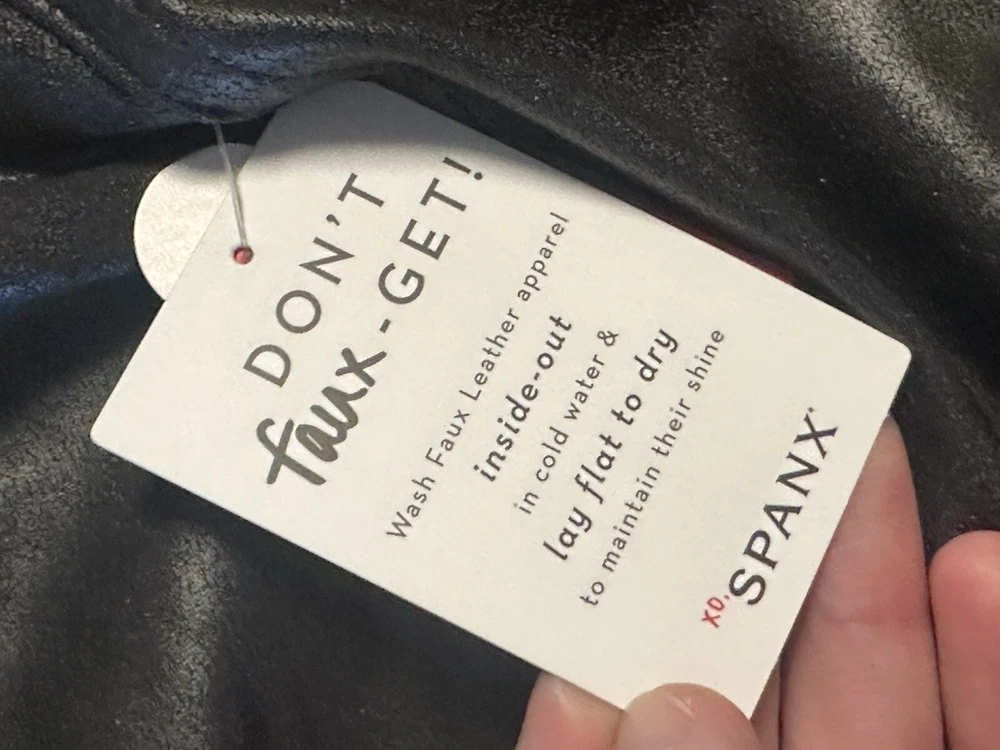 DON'T
faux-GET!
Wash Faux Leather apparel
inside-out
in cold water &
lay flat to dry
to maintain their shine
XO,
SPANX®